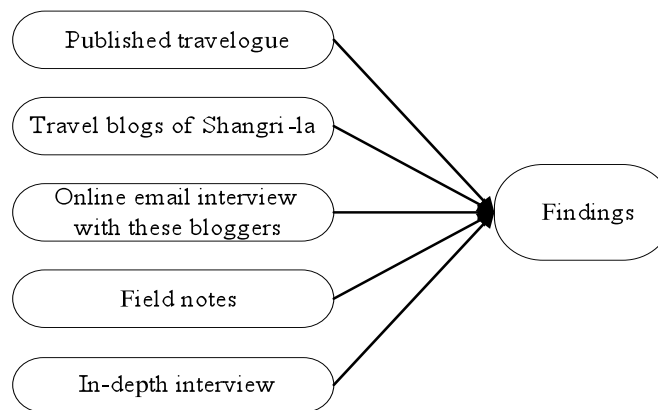 Published travelogue
Travel blogs of Shangri-la
Online email interview
with these bloggers
Findings
Field notes
In-depth interview